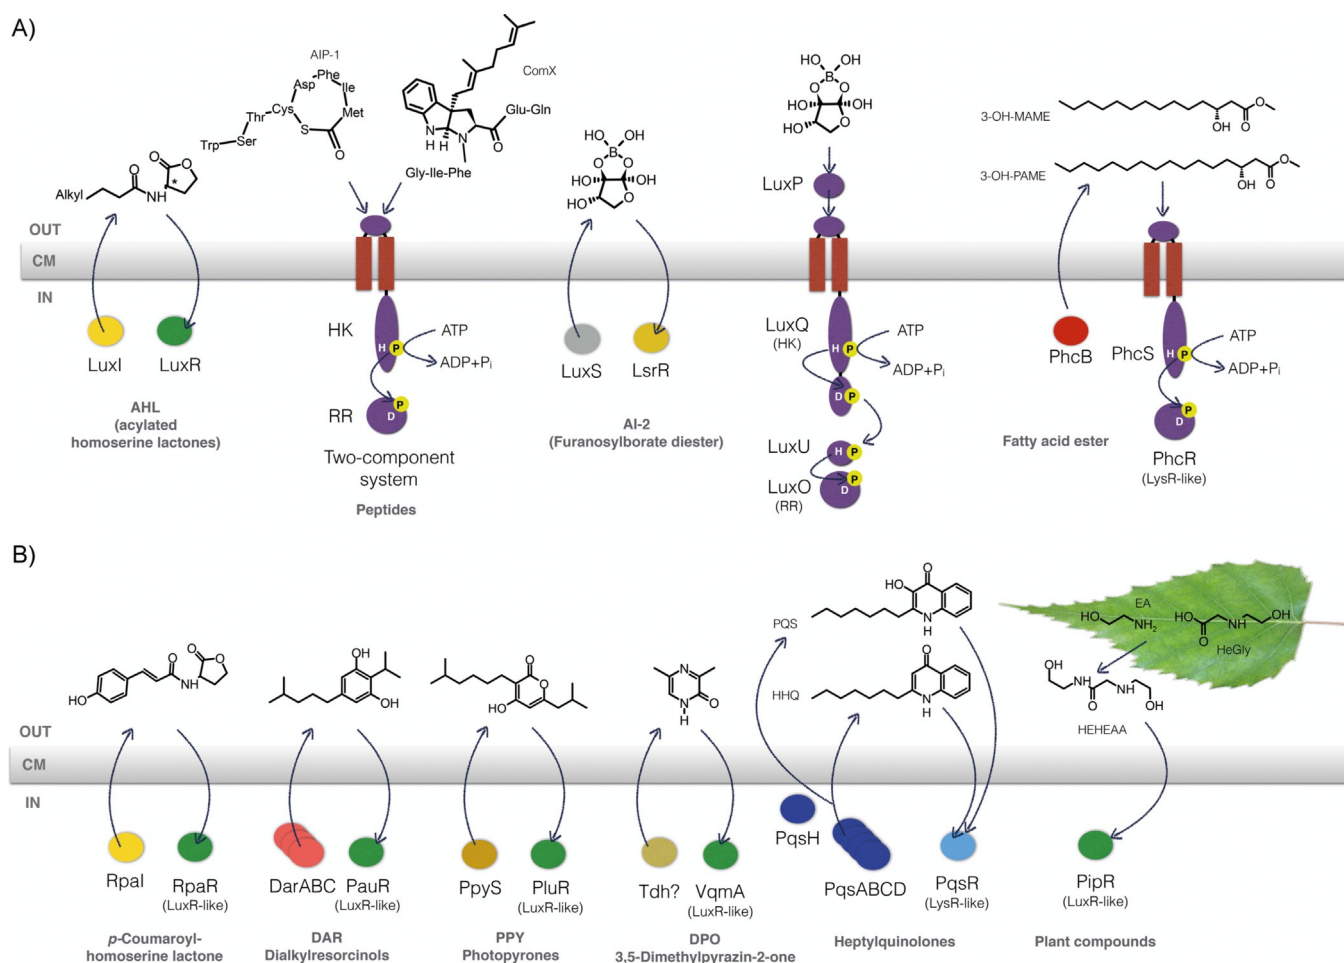 A)
AIP-1
Asp
Phe
Ile
Met
Cys
Thr
Ser
Trp
S
O
ComX
Glu-Gln
O
NH
H
N
Gly-Ile-Phe
Alkyl
O
NH
O
O
*
HO
OH
B
O
O
HO
OH
HO
O
OH
OH
B
O
O
HO
OH
HO
O
LuxP
3-OH-MAME
OH
O
O
3-OH-PAME
OH
O
O
OUT
CM
IN
LuxI
LuxR
AHL
(acylated
homoserine lactones)
HK
H
P
ATP
ADP+Pi
RR
D
P
Two-component
system
Peptides
LuxS
LsrR
AI-2
(Furanosylborate diester)
LuxQ
(HK)
H
P
ATP
ADP+Pi
D
P
LuxU
H
P
LuxO
(RR)
D
P
PhcB
Fatty acid ester
PhcS
H
P
ATP
ADP+Pi
D
P
PhcR
(LysR-like)
B)
HO
O
N
H
O
O
OH
OH
O
O
HO
N
N
H
O
PQS
O
HO
N
H
HHQ
O
N
H
EA
HO
NH2
HO
O
N
H
OH
HeGly
HO
NH
O
N
H
OH
HEHEAA
OUT
CM
IN
RpaI
RpaR
(LuxR-like)
p-Coumaroyl-
homoserine lactone
DarABC
PauR
(LuxR-like)
DAR
Dialkylresorcinols
PpyS
PluR
(LuxR-like)
PPY
Photopyrones
Tdh?
VqmA
(LuxR-like)
DPO
3,5-Dimethylpyrazin-2-one
PqsH
PqsABCD
PqsR
(LysR-like)
Heptylquinolones
PipR
(LuxR-like)
Plant compounds